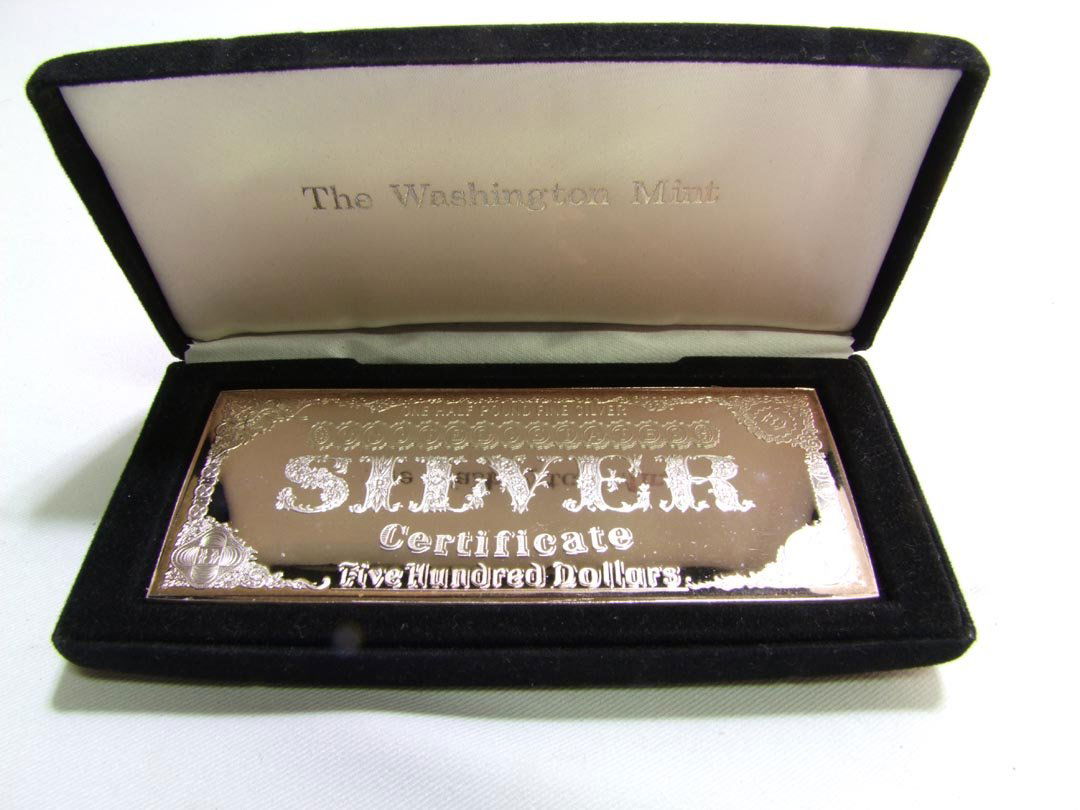 The Washington Mint
ONE HALF POUND FINE SILVER
SILVER
Certificate
Five Hundred Dollars